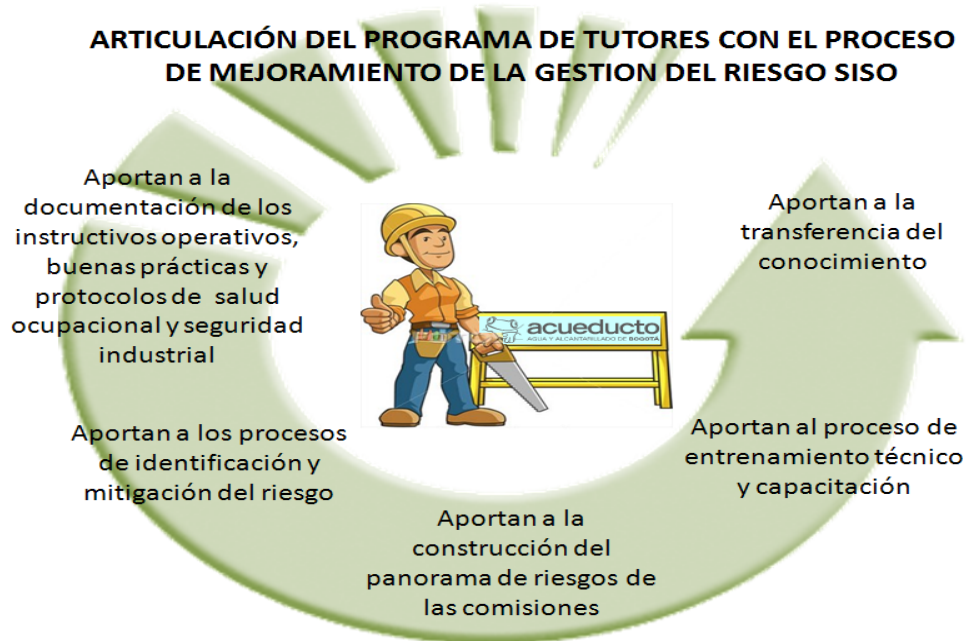 ARTICULACIÓN DEL PROGRAMA DE TUTORES CON EL PROCESO
DE MEJORAMIENTO DE LA GESTION DEL RIESGO SISO
Aportan a la
documentación de los
instructivos operativos,
buenas prácticas y
protocolos de salud
ocupacional y seguridad
industrial
Aportan a los procesos
de identificación y
mitigación del riesgo
Aportan a la
construcción del
panorama de riesgos de
las comisiones
Aportan al proceso de
entrenamiento técnico
y capacitación
Aportan a la
transferencia del
conocimiento
acueducto
AGUA Y ALCANTARILLADO DE BOGOTÁ